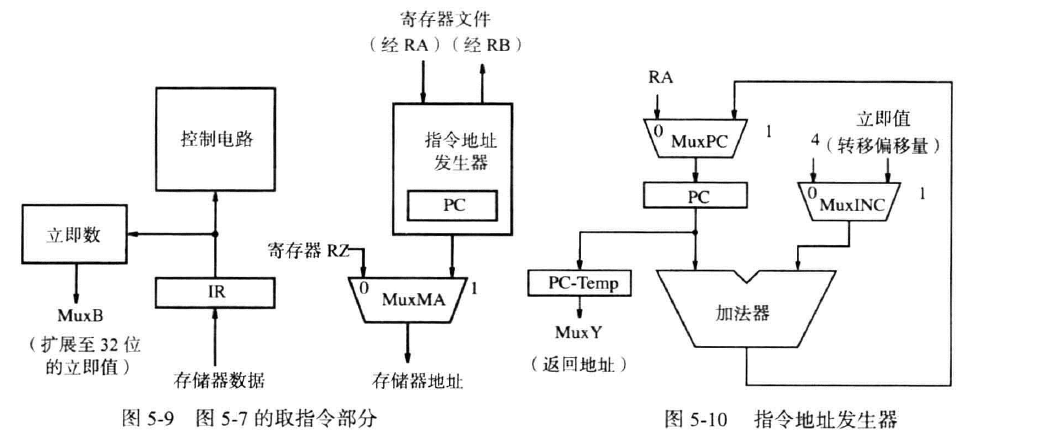 寄存器文件
（经 RA）（经 RB）
控制电路
指令地址
发生器
PC
立即数
寄存器 RZ
0
MuxMA
1
IR
MuxB
（扩展至 32 位
的立即值）
存储器数据
存储器地址
图 5-9 图 5-7 的取指令部分
RA
0
MuxPC
1
立即值
4
（转移偏移量）
PC
0
MuxINC
1
PC-Temp
加法器
MuxY
（返回地址）
图 5-10 指令地址发生器